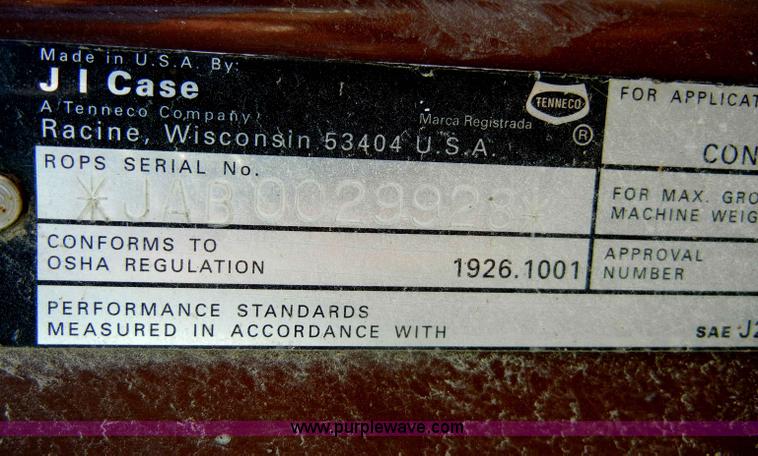 Made in U.S.A. By:
J I Case
A Tenneco Company
Marca Registrada
TENNECO
®
Racine, Wisconsin 53404 U.S.A.
ROPS SERIAL No.
*JAB0029928*
CONFORMS TO
OSHA REGULATION
1926.1001
PERFORMANCE STANDARDS
MEASURED IN ACCORDANCE WITH
SAE J2
FOR APPLICAT
CON
FOR MAX. GRO
MACHINE WEIG
APPROVAL
NUMBER
www.purplewave.com